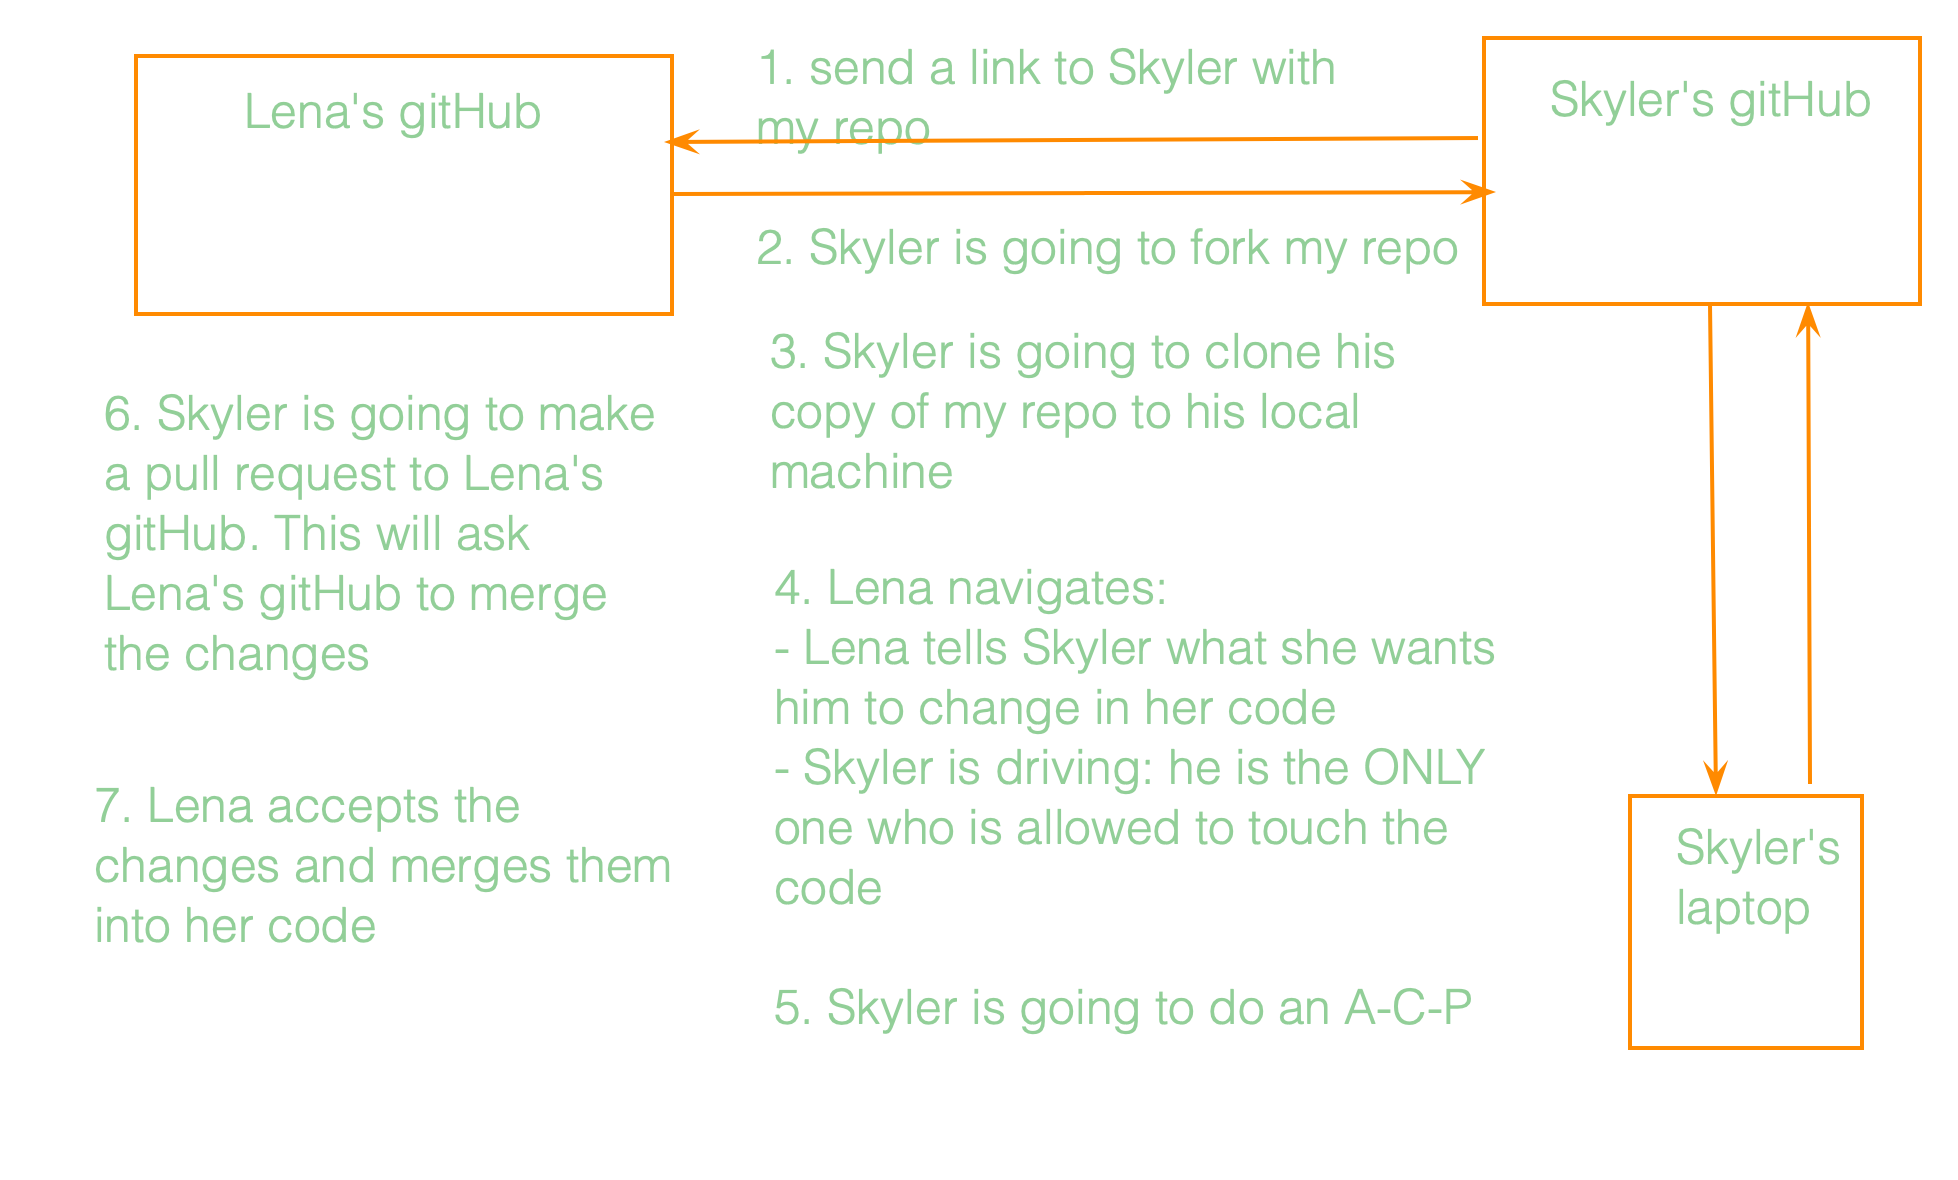 Lena's gitHub
1. send a link to Skyler with
my repo
Skyler's gitHub
2. Skyler is going to fork my repo
3. Skyler is going to clone his
copy of my repo to his local
machine
4. Lena navigates:
- Lena tells Skyler what she wants
him to change in her code
- Skyler is driving: he is the ONLY
one who is allowed to touch the
code
5. Skyler is going to do an A-C-P
Skyler's
laptop
6. Skyler is going to make
a pull request to Lena's
gitHub. This will ask
Lena's gitHub to merge
the changes
7. Lena accepts the
changes and merges them
into her code